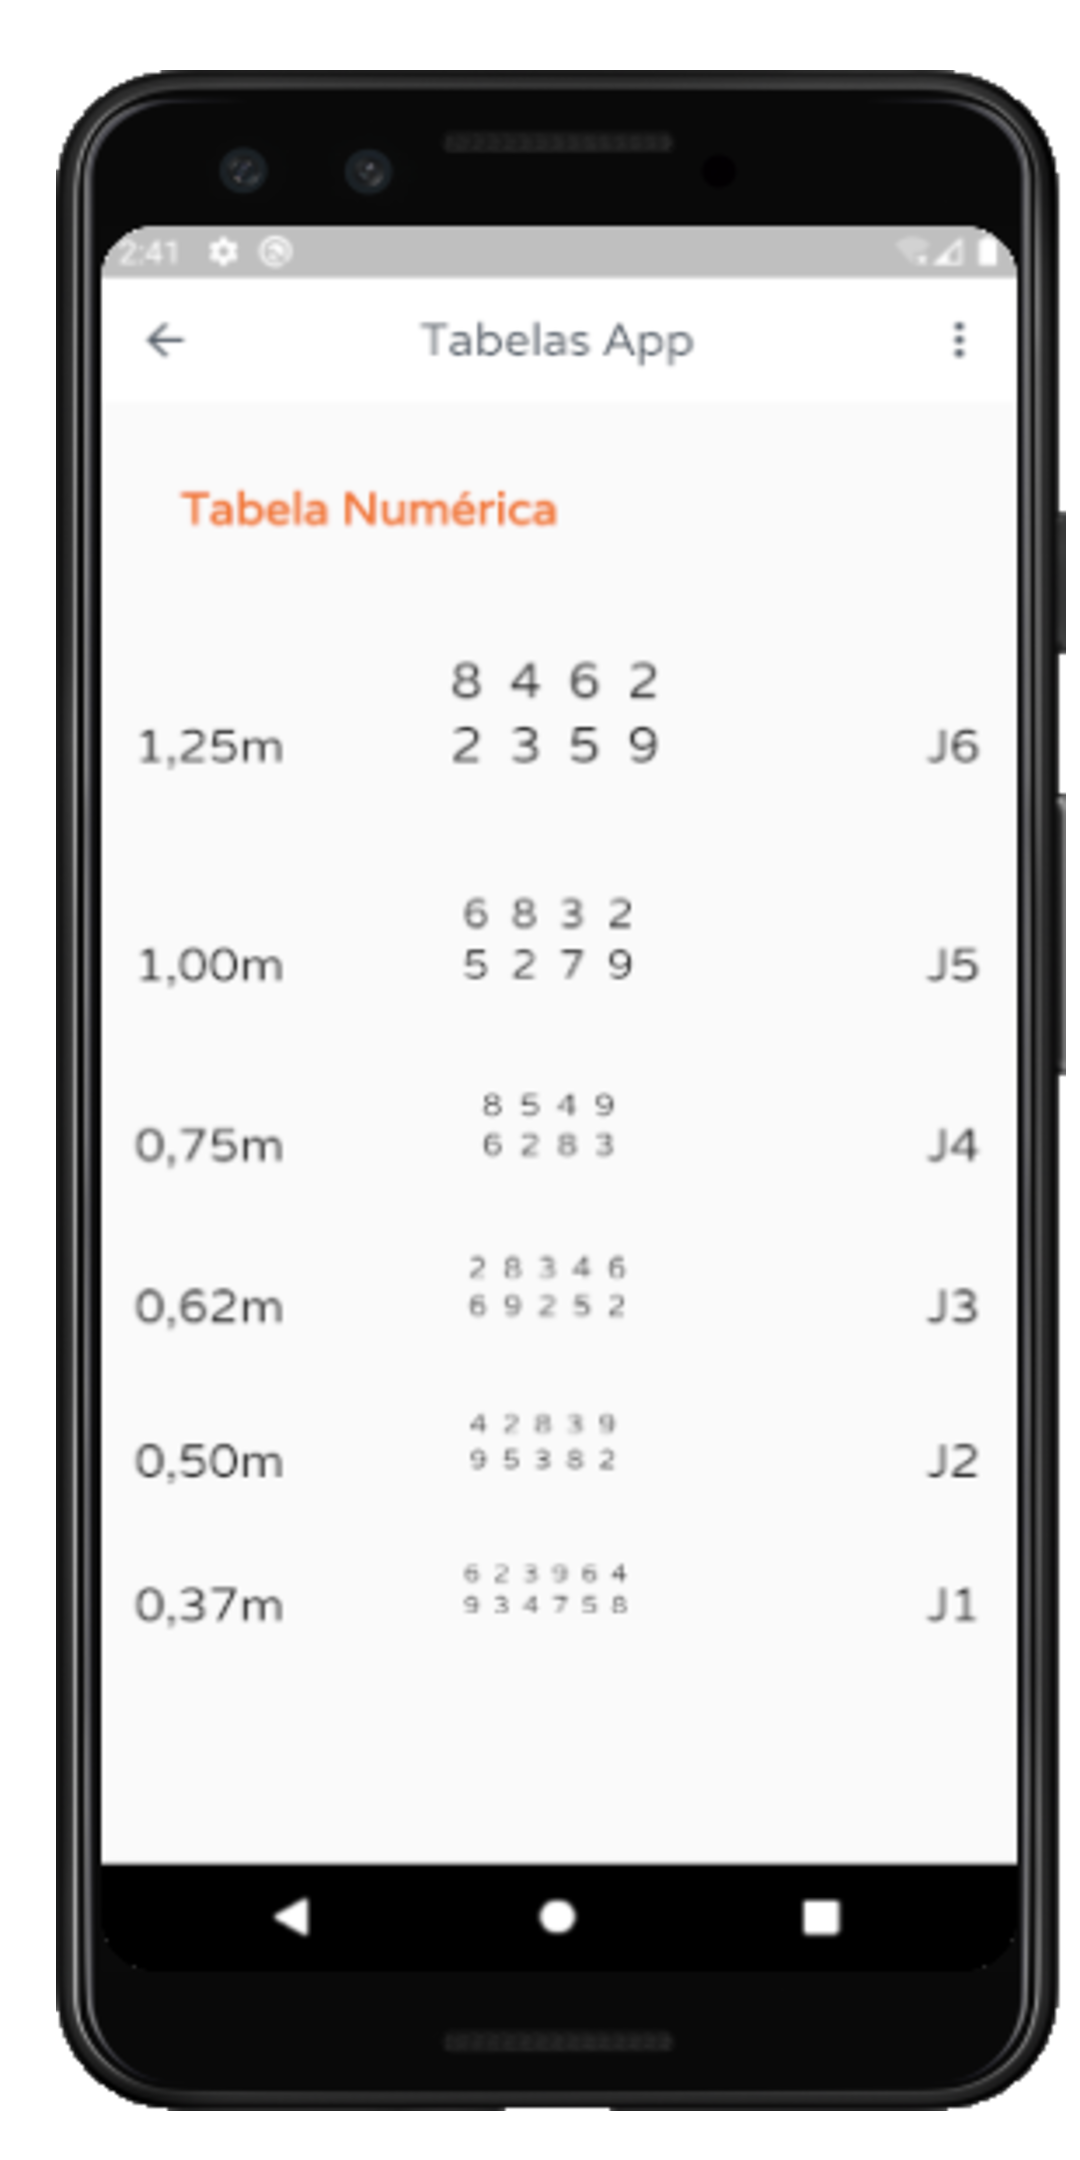 2:41
Tabelas App
Tabela Numérica
8 4 6 2
1,25m 2 3 5 9 J6
6 8 3 2
1,00m 5 2 7 9 J5
8 5 4 9
0,75m 6 2 8 3 J4
2 8 3 4 6
0,62m 6 9 2 5 2 J3
4 2 8 3 9
0,50m 9 5 3 8 2 J2
6 2 3 9 6 4
0,37m 9 3 4 7 5 8 J1